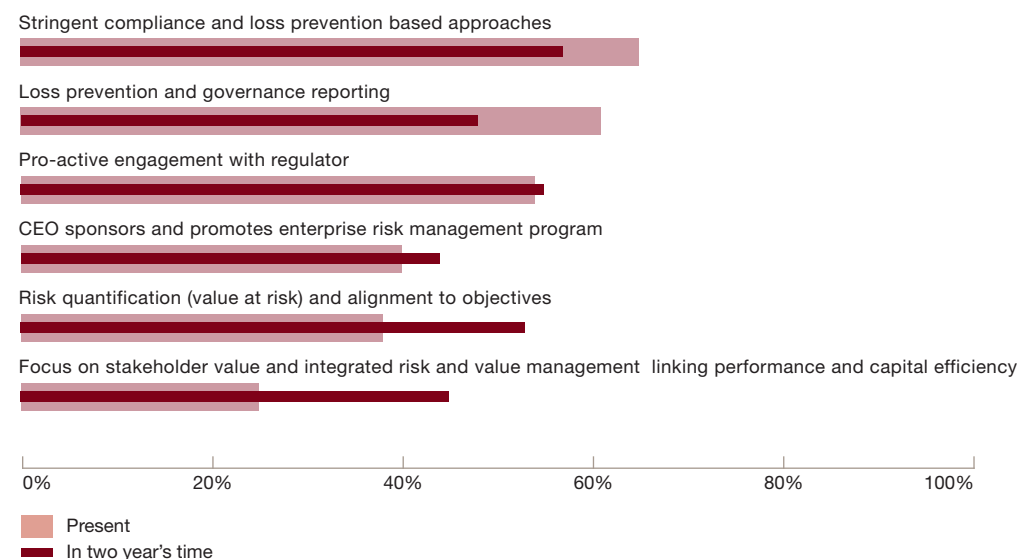 Stringent compliance and loss prevention based approaches
Loss prevention and governance reporting
Pro-active engagement with regulator
CEO sponsors and promotes enterprise risk management program
Risk quantification (value at risk) and alignment to objectives
Focus on stakeholder value and integrated risk and value management  linking performance and capital efficiency
0% 20% 40% 60% 80% 100%
Present
In two year's time